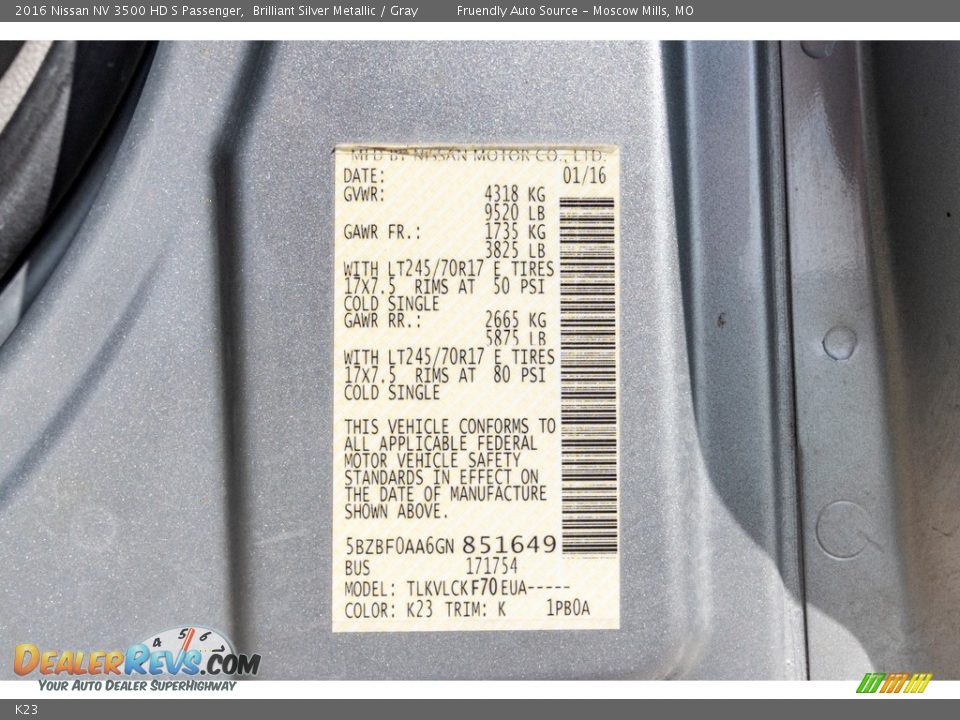 2016 Nissan NV 3500 HD S Passenger, Brilliant Silver Metallic / Gray Fruendly Auto Source - Moscow Mills, MO
MFD BY NISSAN MOTOR CO., LTD.
DATE: 01/16
GVWR: 4318 KG
9520 LB
GAWR FR.: 1735 KG
3825 LB
WITH LT245/70R17 E TIRES
17X7.5 RIMS AT 50 PSI
COLD SINGLE
GAWR RR.: 2665 KG
5875 LB
WITH LT245/70R17 E TIRES
17X7.5 RIMS AT 80 PSI
COLD SINGLE
THIS VEHICLE CONFORMS TO
ALL APPLICABLE FEDERAL
MOTOR VEHICLE SAFETY
STANDARDS IN EFFECT ON
THE DATE OF MANUFACTURE
SHOWN ABOVE.
5BZBF0AA6GN 851649
BUS 171754
MODEL: TLKVLCKF70EUA-----
COLOR: K23 TRIM: K 1PB0A
4 5 6
DEALERREVS.COM
YOUR AUTO DEALER SUPERHIGHWAY
K23